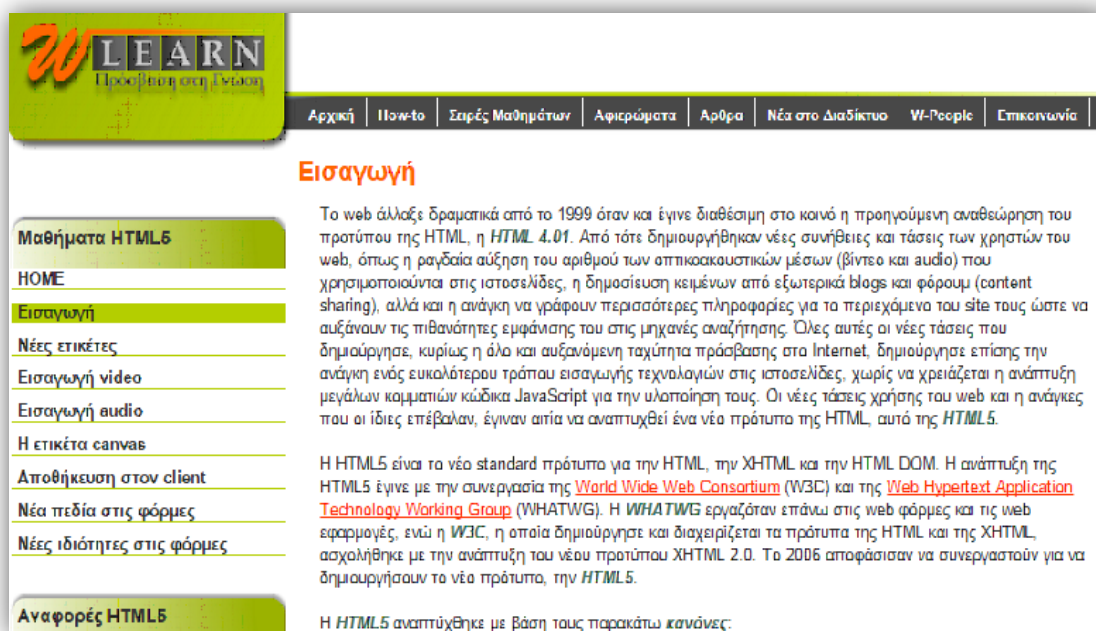 W LEARN
Πρόσβαση στη Γνώση
Αρχική How-to Σειρές Μαθημάτων Αφιερώματα Αρθρα Νέα στο Διαδίκτυο W-People Επικοινωνία
Εισαγωγή
Το web άλλαξε δραματικά από το 1999 όταν και έγινε διαθέσιμη στο κοινό η προηγούμενη αναθεώρηση του
προτύπου της HTML, η HTML 4.01. Από τότε δημιουργήθηκαν νέες συνήθειες και τάσεις των χρηστών του
web, όπως η ραγδαία αύξηση του αριθμού των οπτικοακουστικών μέσων (βίντεο και audio) που
χρησιμοποιούνται στις ιστοσελίδες, η δημοσίευση κειμένων από εξωτερικά blogs και φόρουμ (content
sharing), αλλά και η ανάγκη να γράφουν περισσότερες πληροφορίες για το περιεχόμενο του site τους ώστε να
αυξάνουν τις πιθανότητες εμφάνισης του στις μηχανές αναζήτησης. Όλες αυτές οι νέες τάσεις που
δημιούργησε, κυρίως η όλο και αυξανόμενη ταχύτητα πρόσβασης στο Internet, δημιούργησε επίσης την
ανάγκη ενός ευκολότερου τρόπου εισαγωγής τεχνολογιών στις ιστοσελίδες, χωρίς να χρειάζεται η ανάπτυξη
μεγάλων κομματιών κώδικα JavaScript για την υλοποίηση τους. Οι νέες τάσεις χρήσης του web και η ανάγκες
που οι ίδιες επέβαλαν, έγιναν αιτία να αναπτυχθεί ένα νέο πρότυπο της HTML, αυτό της HTML5.
Η HTML5 είναι το νέο standard πρότυπο για την HTML, την XHTML και την HTML DOM. Η ανάπτυξη της
HTML5 έγινε με την συνεργασία της World Wide Web Consortium (W3C) και της Web Hypertext Application
Technology Working Group (WHATWG). Η WHATWG εργαζόταν επάνω στις web φόρμες και τις web
εφαρμογές, ενώ η W3C, η οποία δημιούργησε και διαχειρίζεται τα πρότυπα της HTML και της XHTML,
ασχολήθηκε με την ανάπτυξη του νέου προτύπου XHTML 2.0. Το 2006 αποφάσισαν να συνεργαστούν για να
δημιουργήσουν το νέο πρότυπο, την HTML5.
Η HTML5 αναπτύχθηκε με βάση τους παρακάτω κανόνες:
Μαθήματα HTML5
HOME
Εισαγωγή
Νέες ετικέτες
Εισαγωγή video
Εισαγωγή audio
Η ετικέτα canvas
Αποθήκευση στον client
Νέα πεδία στις φόρμες
Νέες ιδιότητες στις φόρμες
Αναφορές HTML5